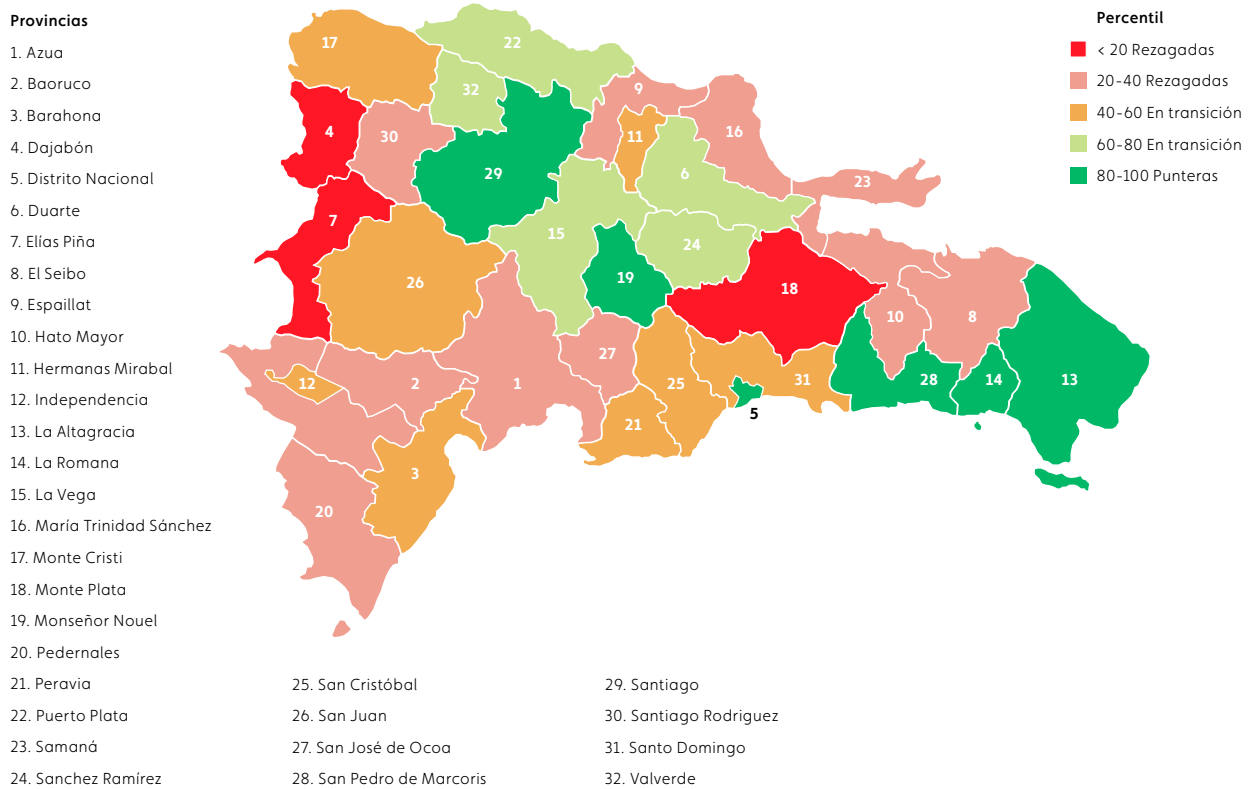 Provincias
1. Azua
2. Baoruco
3. Barahona
4. Dajabón
5. Distrito Nacional
6. Duarte
7. Elías Piña
8. El Seibo
9. Espaillat
10. Hato Mayor
11. Hermanas Mirabal
12. Independencia
13. La Altagracia
14. La Romana
15. La Vega
16. María Trinidad Sánchez
17. Monte Cristi
18. Monte Plata
19. Monseñor Nouel
20. Pedernales
21. Peravia
22. Puerto Plata
23. Samaná
24. Sanchez Ramírez
25. San Cristóbal
26. San Juan
27. San José de Ocoa
28. San Pedro de Marcoris
29. Santiago
30. Santiago Rodriguez
31. Santo Domingo
32. Valverde
Percentil
< 20 Rezagadas
20-40 Rezagadas
40-60 En transición
60-80 En transición
80-100 Punteras
17
22
32
9
4
30
11
16
29
6
23
7
15
24
26
19
18
10
8
27
12
2
1
25
31
28
14
13
5
21
3
20